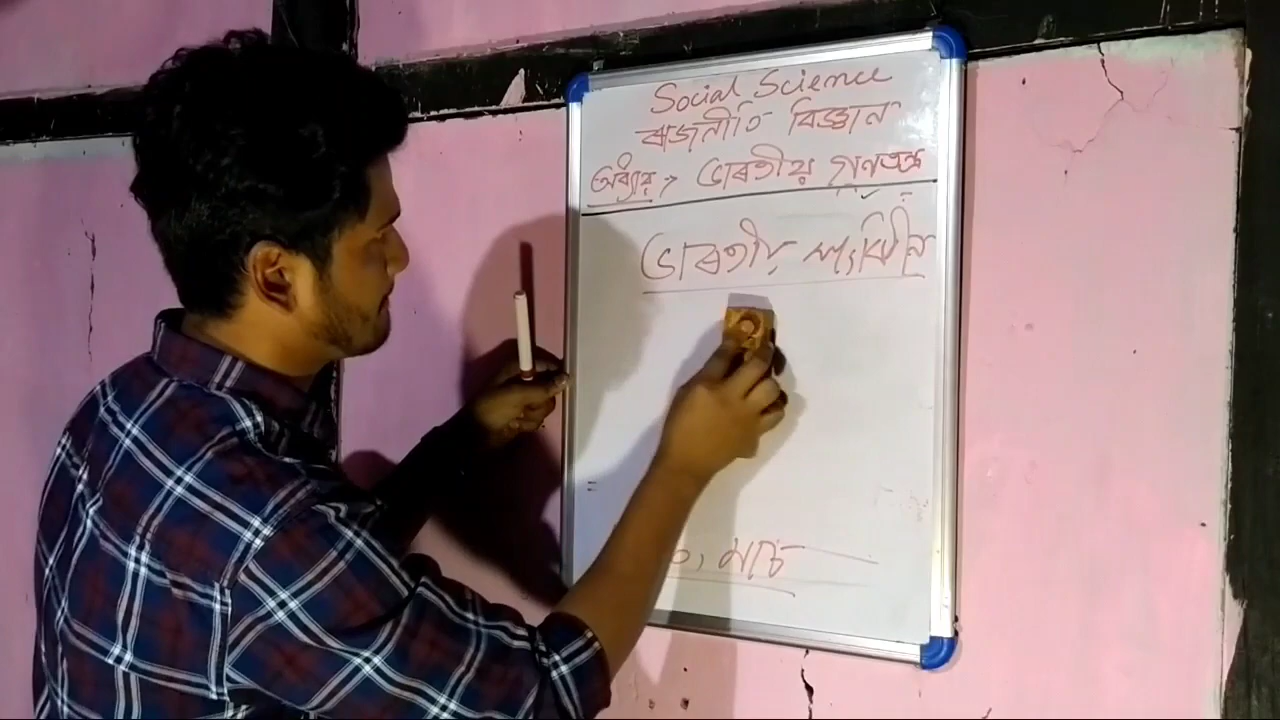 Social Science
ৰাজনীতি বিজ্ঞান
অধ্যায় → ভাৰতীয় গণতন্ত্ৰ
ভাৰতীয় সংবিধান